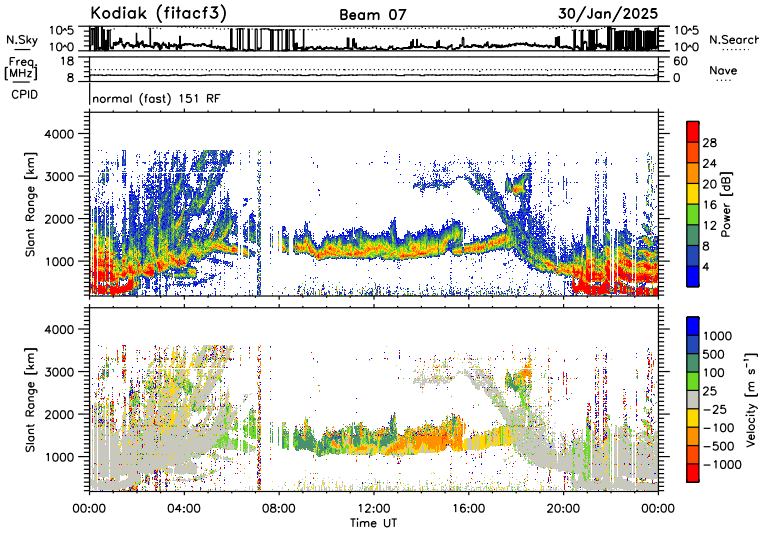 Kodiak (fitacf3) Beam 07 30/Jan/2025
N.Sky 10^5 10^0 10^5 10^0 N.Search
Freq. [MHz] 18 8 60 0 Nave
CPID normal (fast) 151 RF
Slant Range [km] 4000 3000 2000 1000
Power [dB] 28 24 20 16 12 8 4
Slant Range [km] 4000 3000 2000 1000
Velocity [m s⁻¹] 1000 500 100 25 −25 −100 −500 −1000
00:00 04:00 08:00 12:00 16:00 20:00 00:00
Time UT